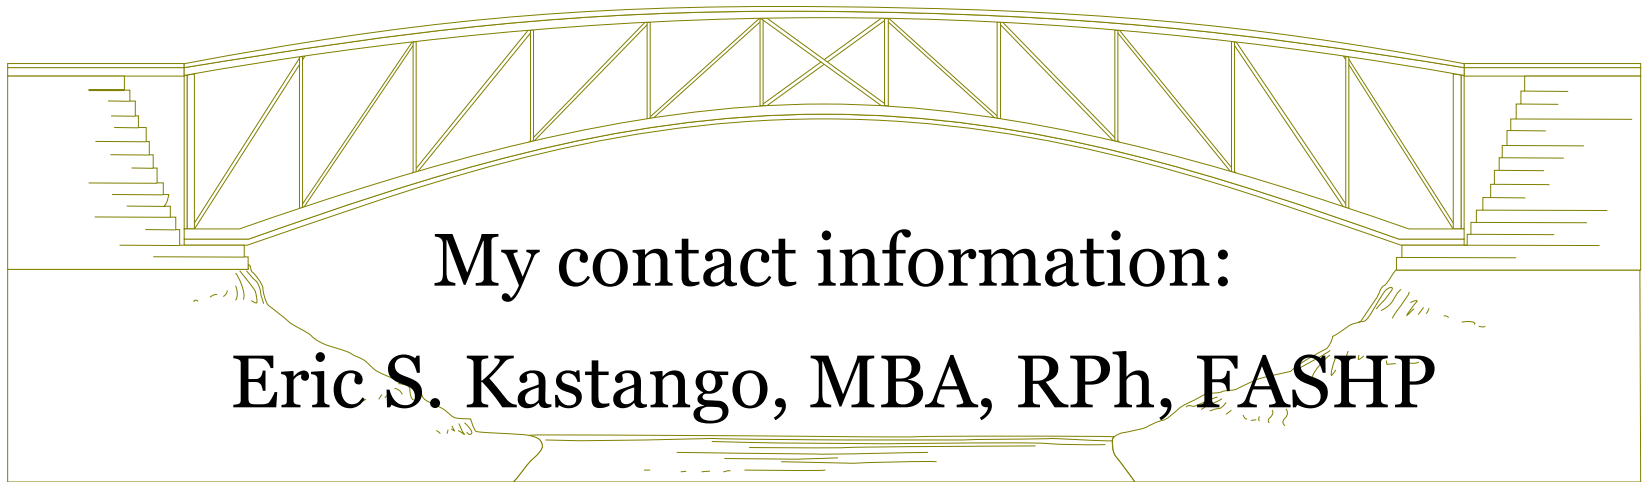 My contact information:
Eric S. Kastango, MBA, RPh, FASHP